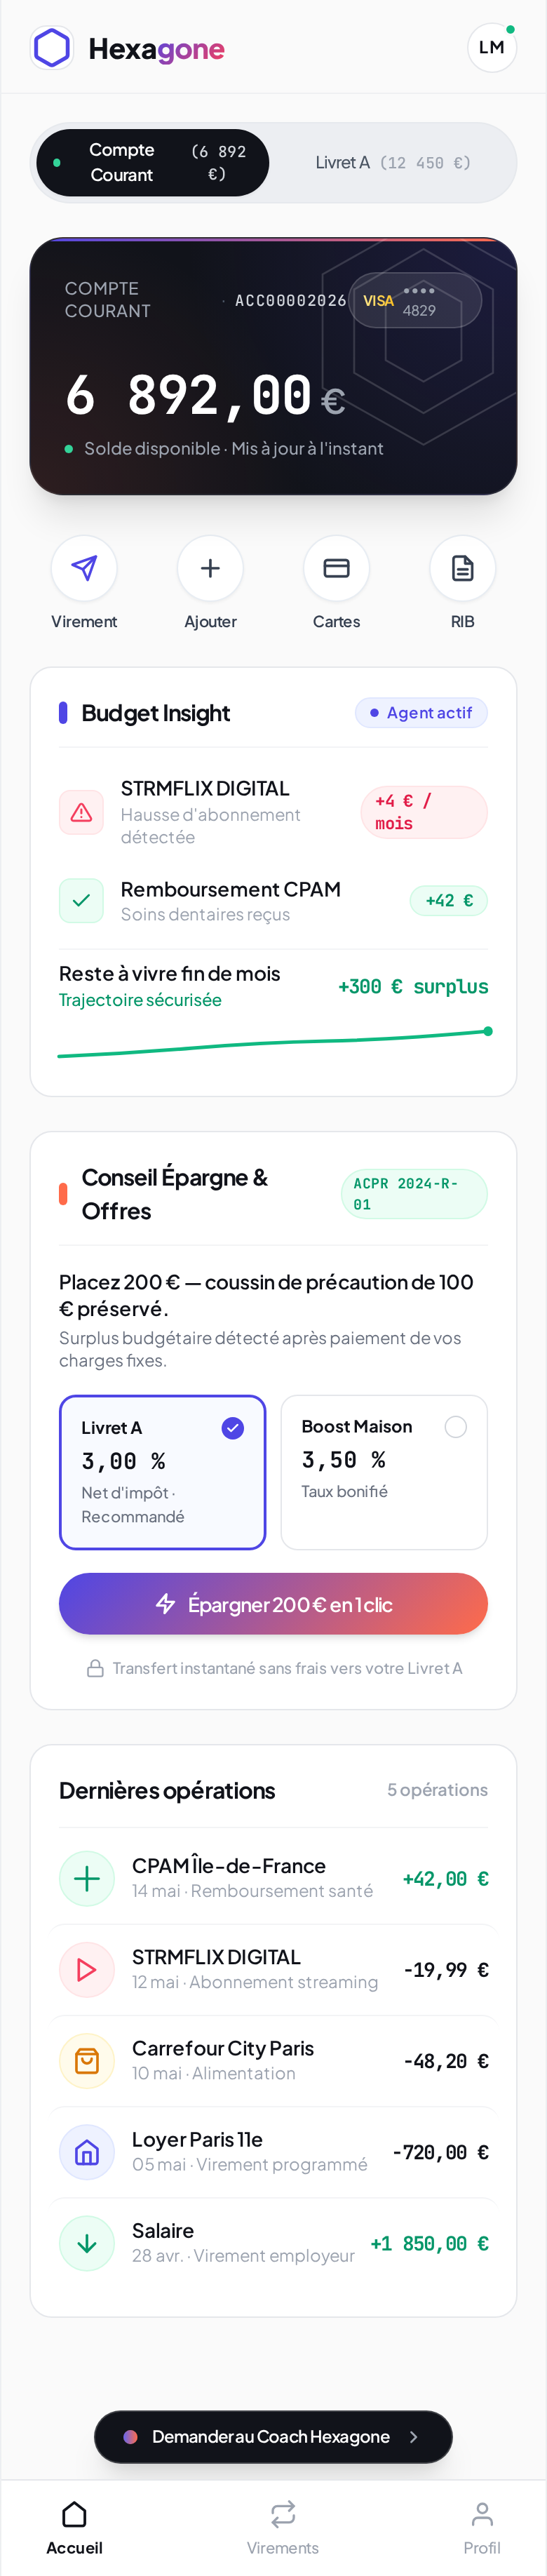 Hexagone
LM
Compte
Courant
(6 892
€)
Livret A (12 450 €)
COMPTE
COURANT
· ACC00002026
VISA
••••
4829
6 892,00 €
Solde disponible · Mis à jour à l'instant
Virement
Ajouter
Cartes
RIB
Budget Insight
Agent actif
STRMFLIX DIGITAL
Hausse d'abonnement
détectée
+4 € /
mois
Remboursement CPAM
Soins dentaires reçus
+42 €
Reste à vivre fin de mois
Trajectoire sécurisée
+300 € surplus
Conseil Épargne &
Offres
ACPR 2024-R-
01
Placez 200 € — coussin de précaution de 100
€ préservé.
Surplus budgétaire détecté après paiement de vos
charges fixes.
Livret A
3,00 %
Net d'impôt ·
Recommandé
Boost Maison
3,50 %
Taux bonifié
Épargner 200 € en 1 clic
Transfert instantané sans frais vers votre Livret A
Dernières opérations
5 opérations
CPAM Île-de-France
14 mai · Remboursement santé
+42,00 €
STRMFLIX DIGITAL
12 mai · Abonnement streaming
-19,99 €
Carrefour City Paris
10 mai · Alimentation
-48,20 €
Loyer Paris 11e
05 mai · Virement programmé
-720,00 €
Salaire
28 avr. · Virement employeur
+1 850,00 €
Demander au Coach Hexagone
Accueil
Virements
Profil